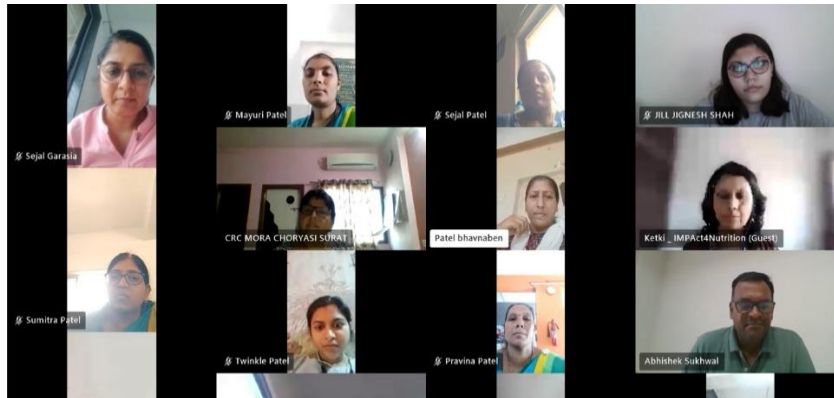 Mayuri Patel
Sejal Patel
JILL JIGNESH SHAH
Sejal Garasia
CRC MORA CHORYASI SURAT
Patel bhavnaben
Ketki _ IMPAct4Nutrition (Guest)
Sumitra Patel
Twinkle Patel
Pravina Patel
Abhishek Sukhwal